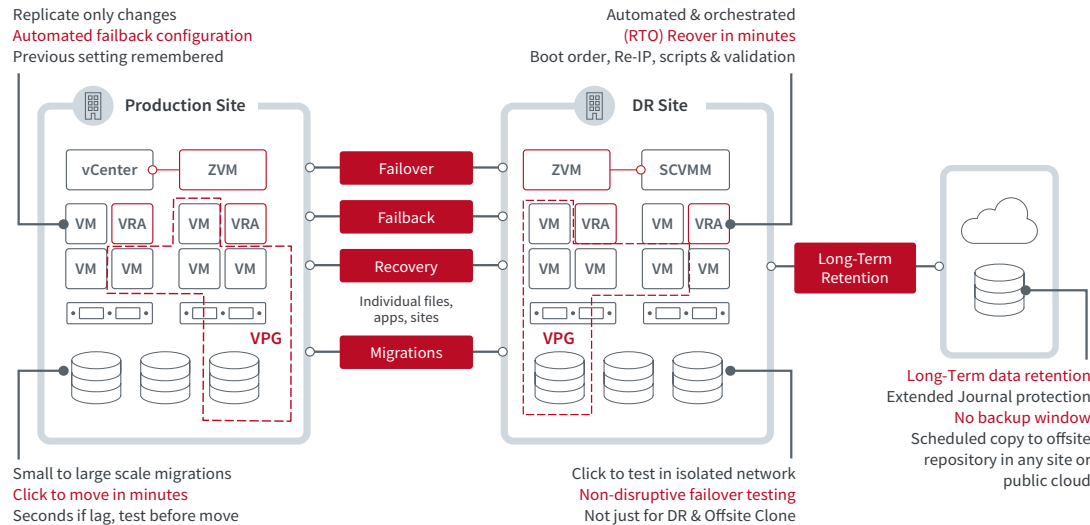 Replicate only changes
Automated failback configuration
Previous setting remembered
Automated & orchestrated
(RTO) Reover in minutes
Boot order, Re-IP, scripts & validation
Production Site
vCenter
ZVM
VM
VRA
VM
VRA
VM
VM
VM
VM
VPG
Failover
Failback
Recovery
Individual files,
apps, sites
Migrations
DR Site
ZVM
SCVMM
VM
VRA
VM
VRA
VM
VM
VM
VM
VPG
Long-Term
Retention
Long-Term data retention
Extended Journal protection
No backup window
Scheduled copy to offsite
repository in any site or
public cloud
Small to large scale migrations
Click to move in minutes
Seconds if lag, test before move
Click to test in isolated network
Non-disruptive failover testing
Not just for DR & Offsite Clone